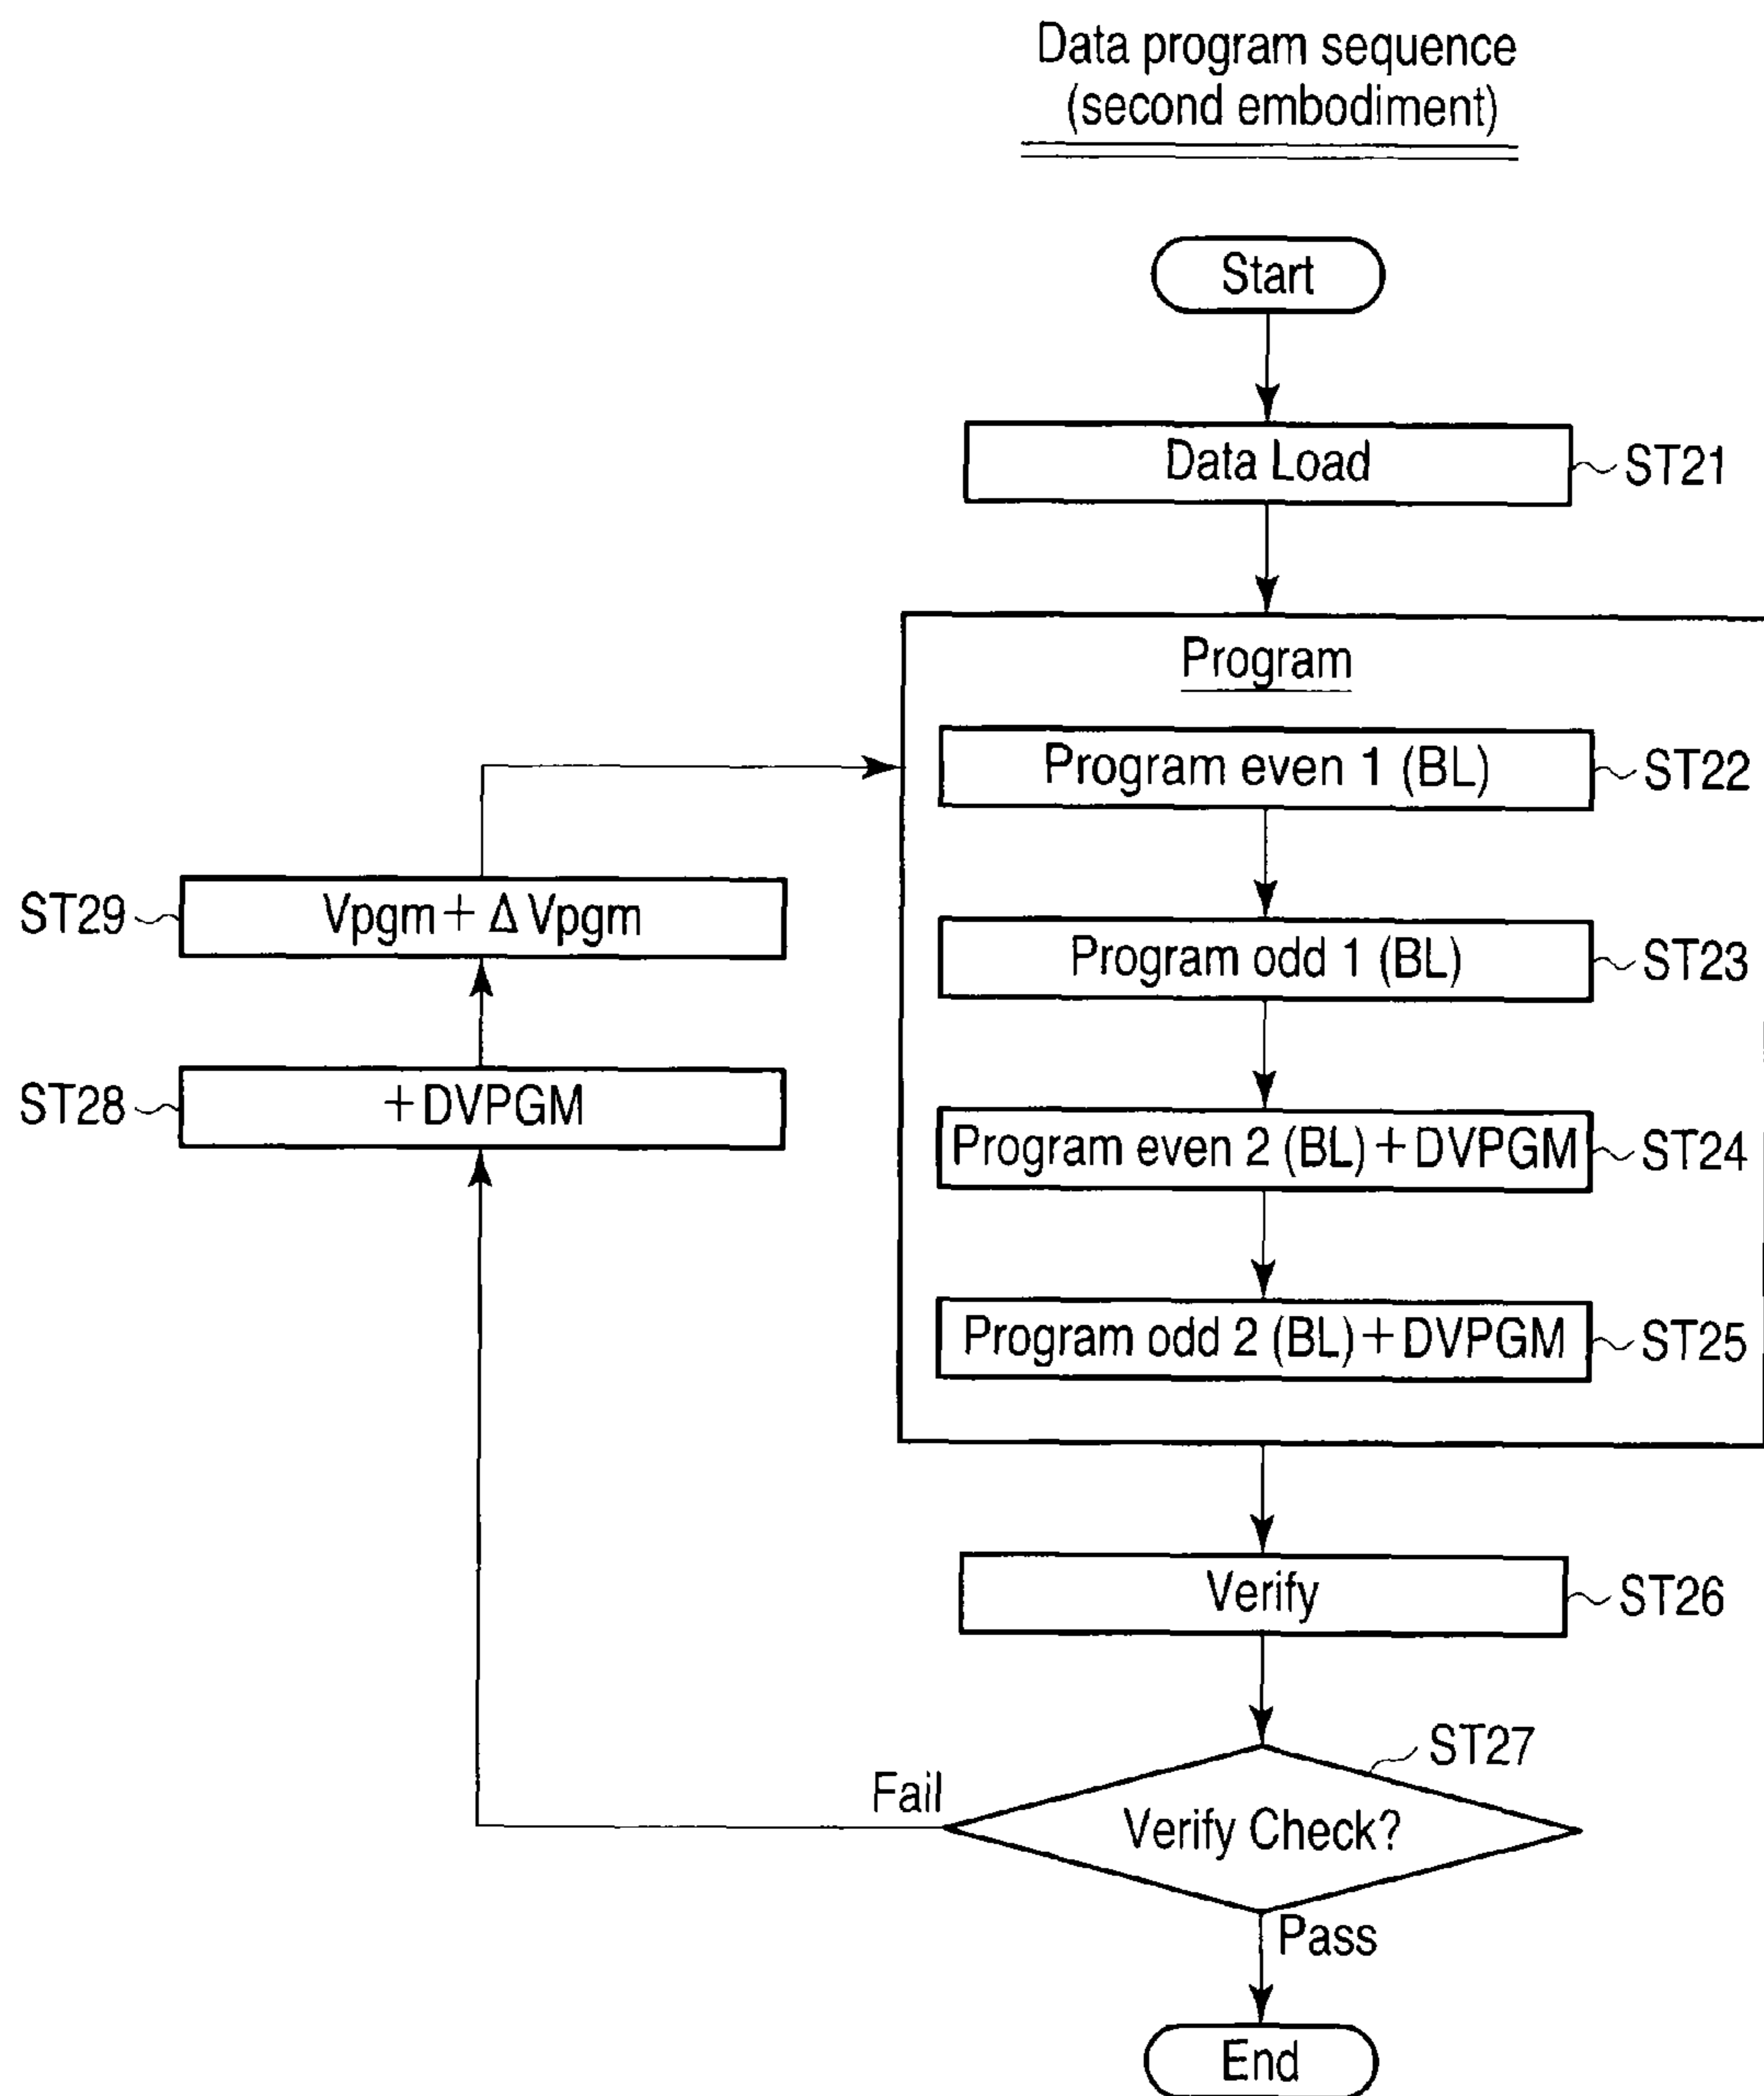 Data program sequence
(second embodiment)
Start
Data Load
ST21
Program
Program even 1 (BL)
ST22
Program odd 1 (BL)
ST23
Program even 2 (BL)+DVPGM
ST24
Program odd 2 (BL)+DVPGM
ST25
ST29
Vpgm+ΔVpgm
ST28
+DVPGM
Verify
ST26
ST27
Verify Check?
Fail
Pass
End